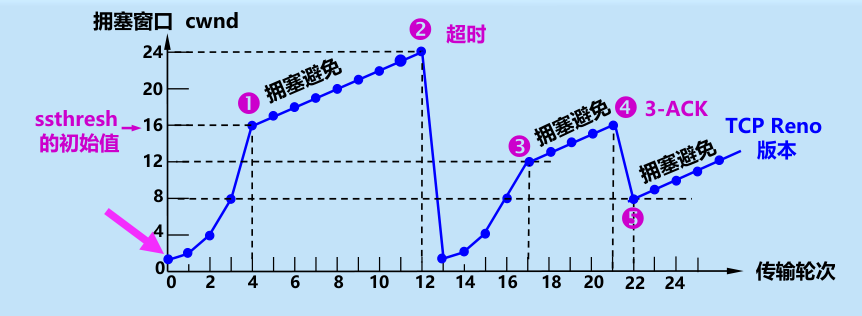 拥塞窗口 cwnd
24
20
16
12
8
4
0
ssthresh
的初始值
❶
拥塞避免
❷
超时
❸
拥塞避免
❹
3-ACK
❺
拥塞避免
TCP Reno
版本
0 2 4 6 8 10 12 14 16 18 20 22 24
传输轮次